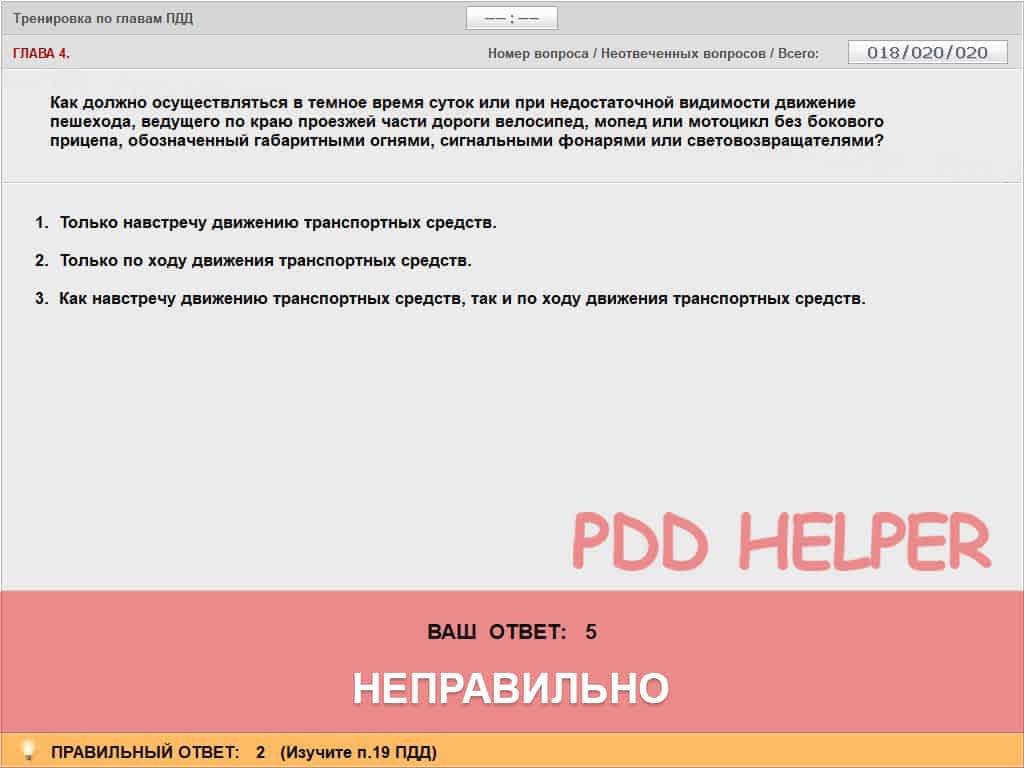 Тренировка по главам ПДД
—— : ——
ГЛАВА 4.
Номер вопроса / Неотвеченных вопросов / Всего:
018/020/020
Как должно осуществляться в темное время суток или при недостаточной видимости движение
пешехода, ведущего по краю проезжей части дороги велосипед, мопед или мотоцикл без бокового
прицепа, обозначенный габаритными огнями, сигнальными фонарями или световозвращателями?
1. Только навстречу движению транспортных средств.
2. Только по ходу движения транспортных средств.
3. Как навстречу движению транспортных средств, так и по ходу движения транспортных средств.
PDD HELPER
ВАШ ОТВЕТ: 5
НЕПРАВИЛЬНО
ПРАВИЛЬНЫЙ ОТВЕТ: 2 (Изучите п.19 ПДД)